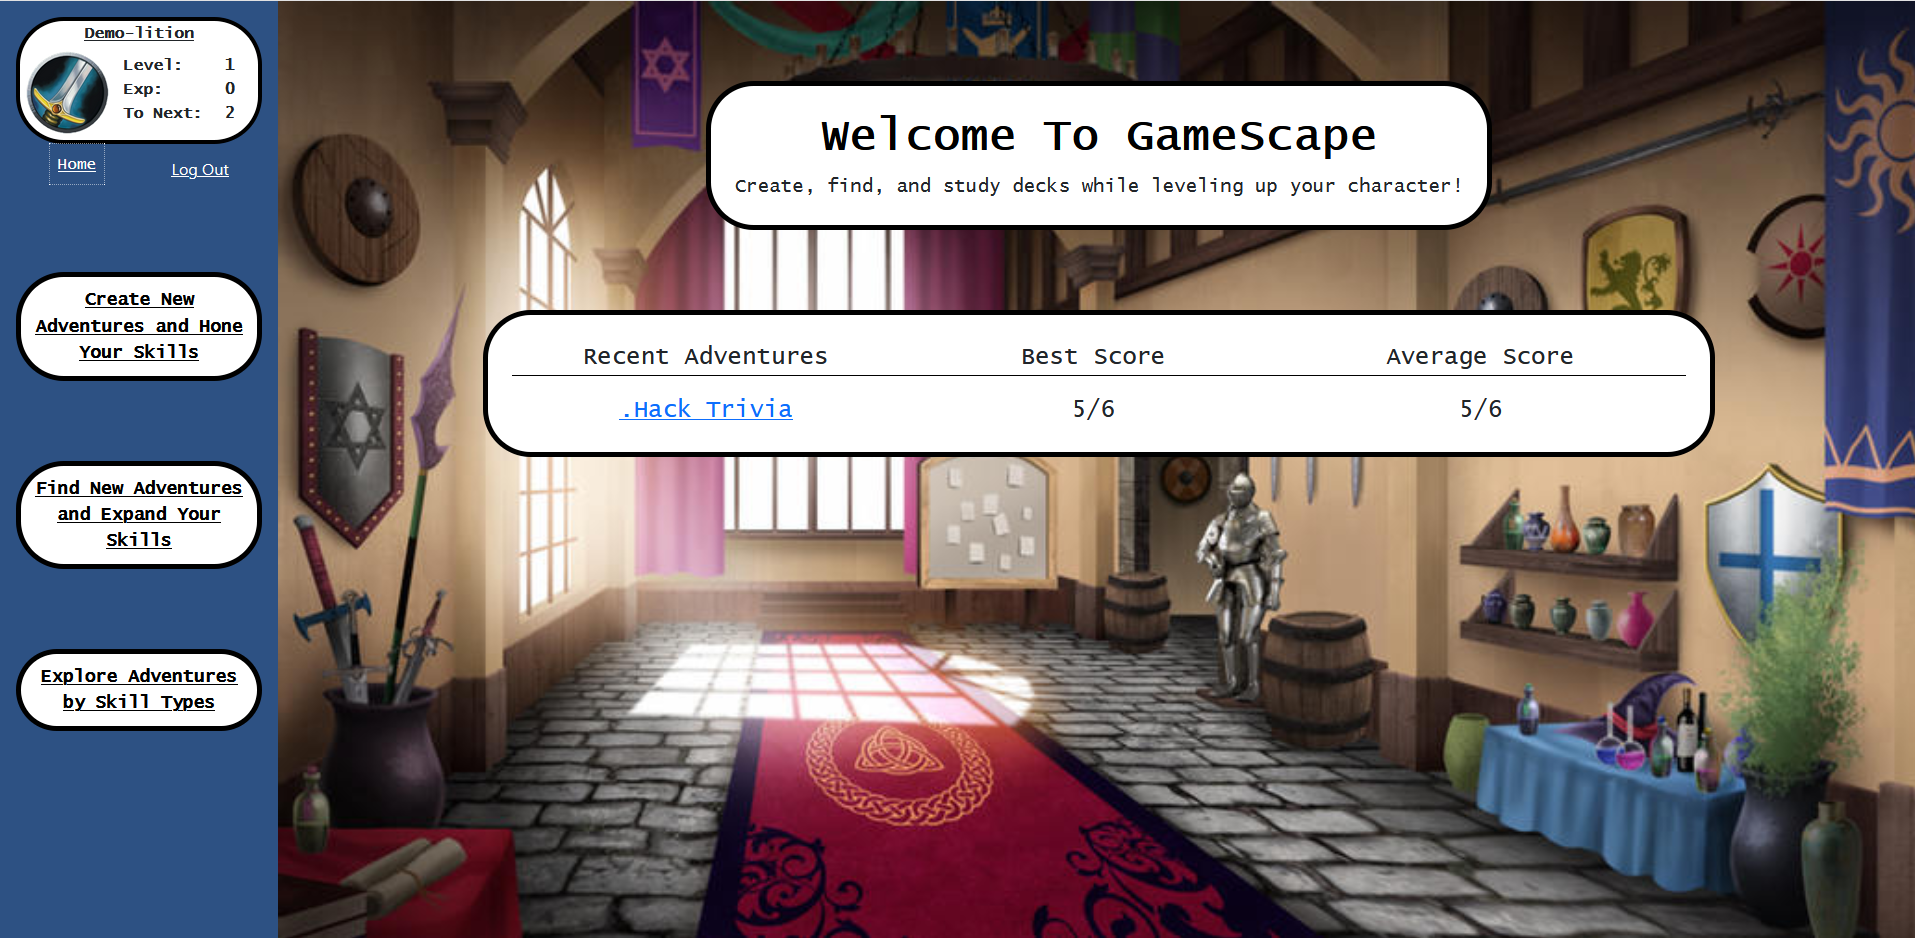 Demo-lition
Level: 1
Exp: 0
To Next: 2
Home
Log Out
Create New
Adventures and Hone
Your Skills
Find New Adventures
and Expand Your
Skills
Explore Adventures
by Skill Types
Welcome To GameScape
Create, find, and study decks while leveling up your character!
Recent Adventures Best Score Average Score
.Hack Trivia 5/6 5/6